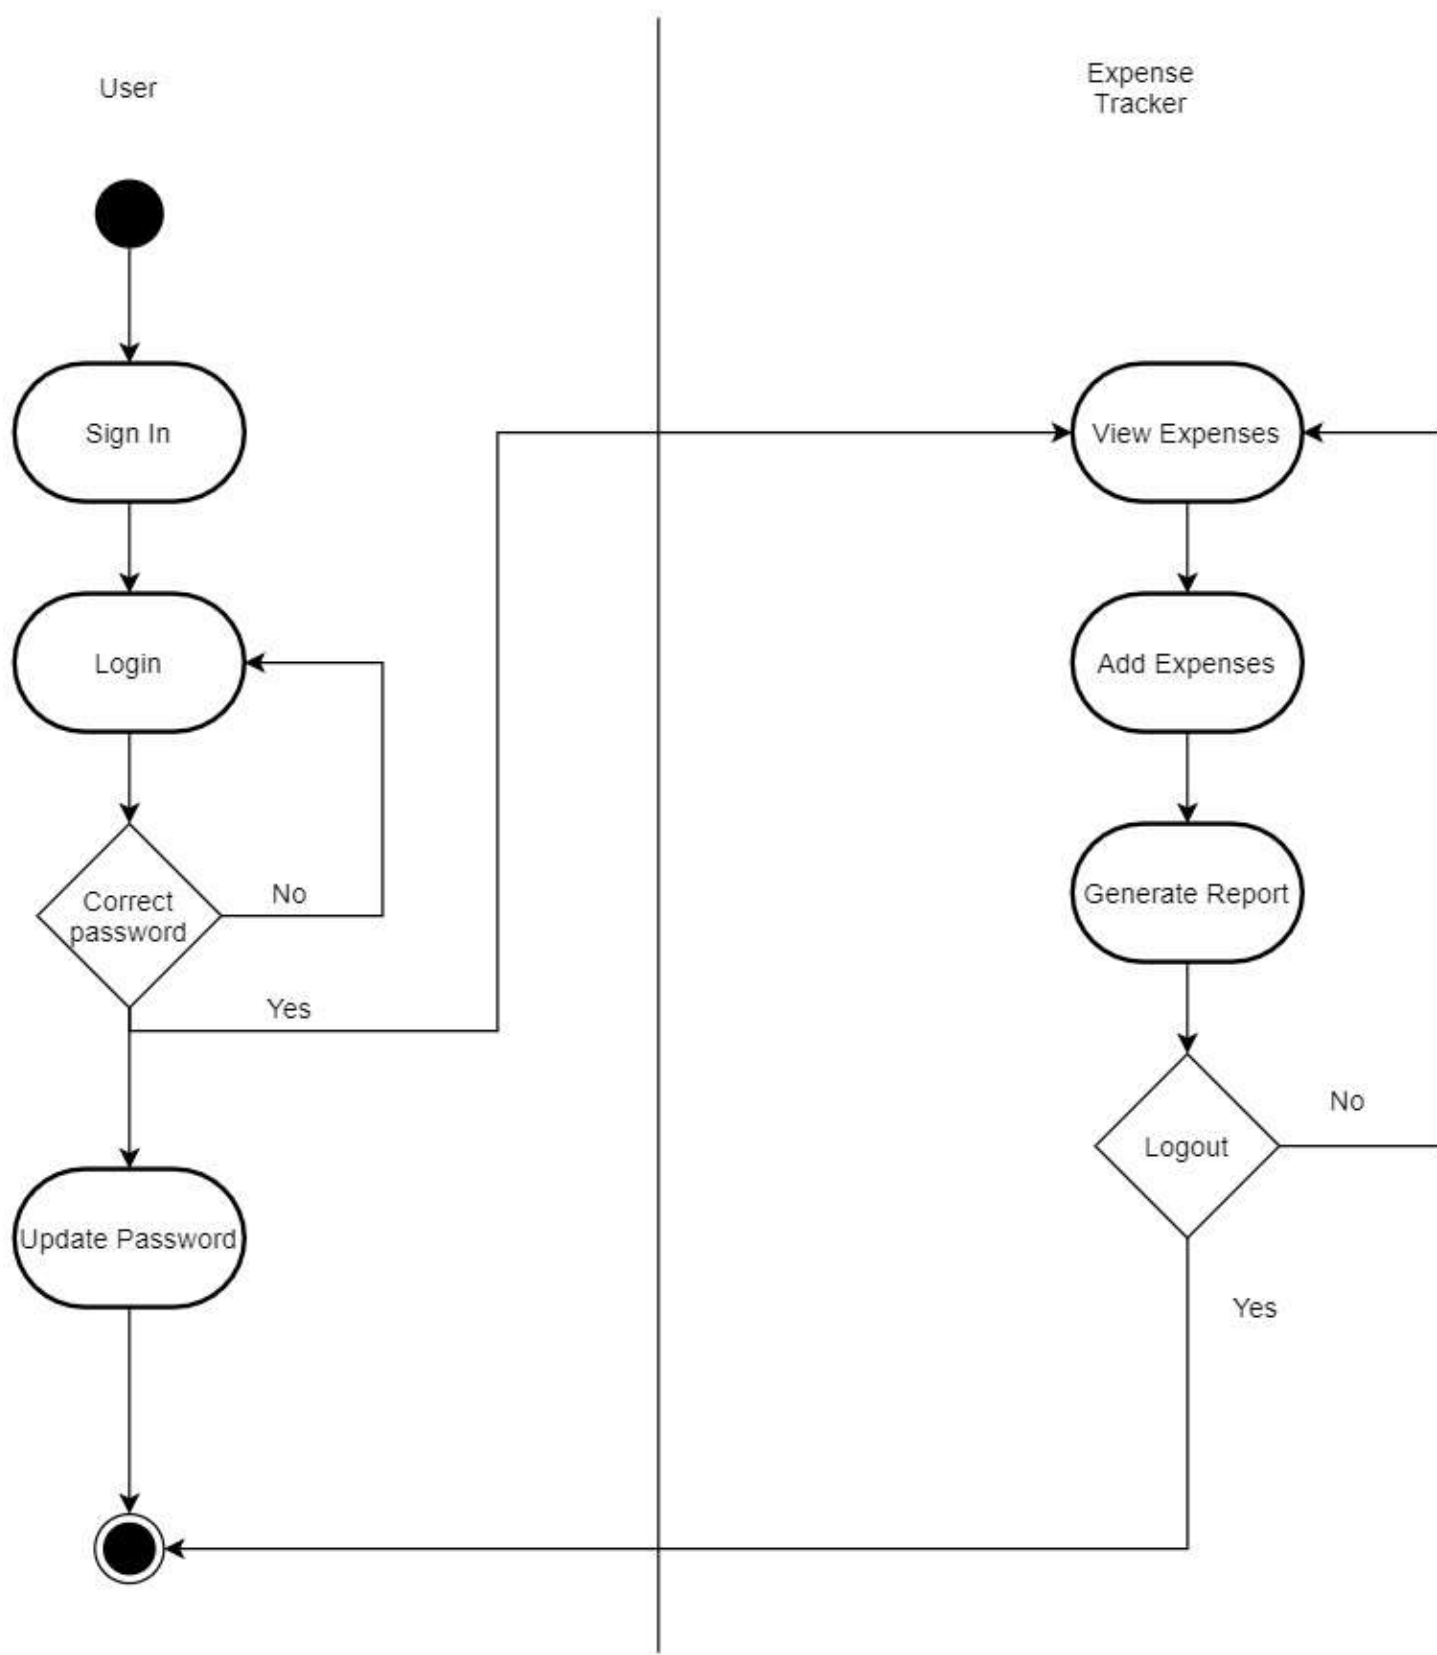 User
Expense
Tracker
Sign In
View Expenses
Login
Add Expenses
Correct
password
No
Generate Report
Yes
No
Logout
Update Password
Yes